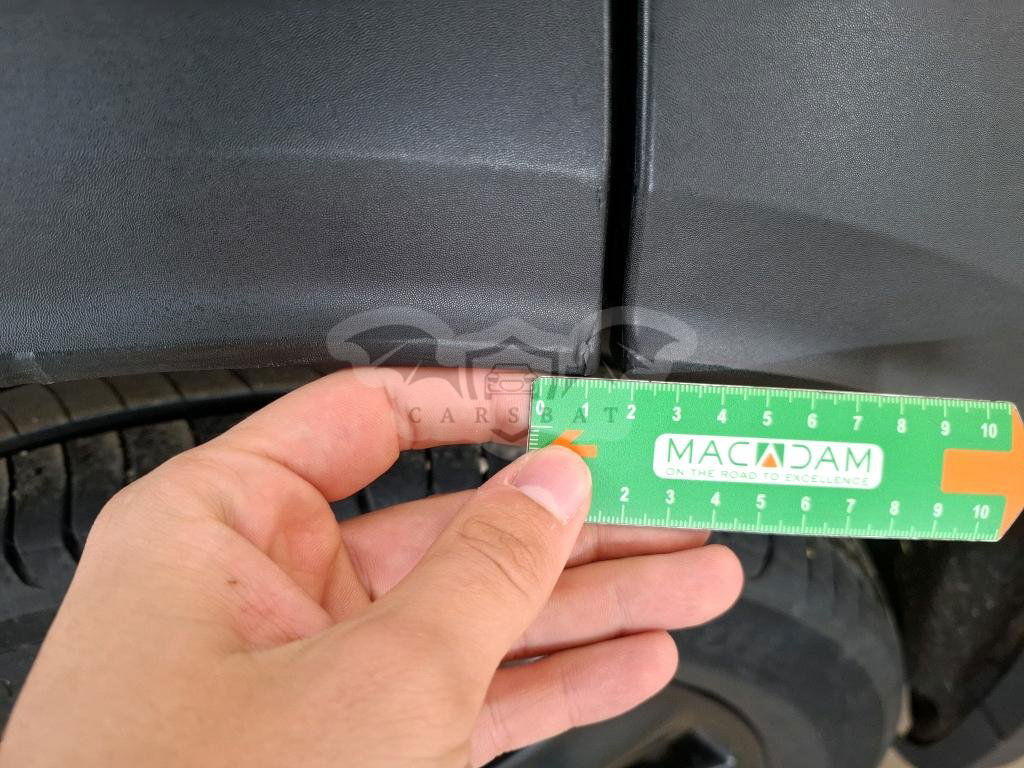 CARSBAT
0 1 2 3 4 5 6 7 8 9 10
MACADAM
ON THE ROAD TO EXCELLENCE
2 3 4 5 6 7 8 9 10